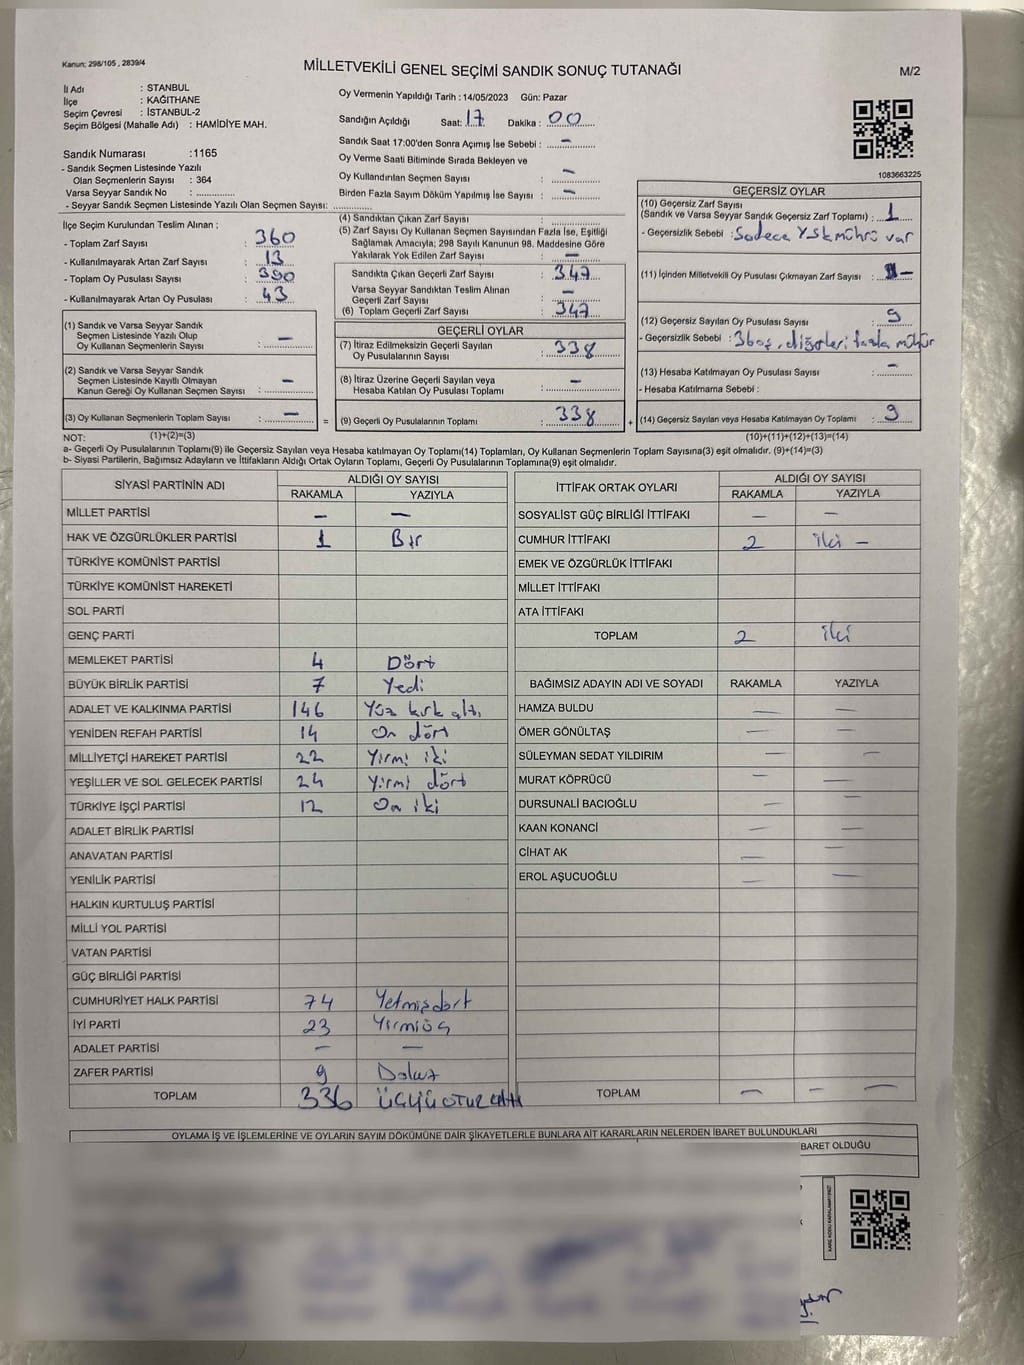 Kanun; 298/105 , 2839/4
MİLLETVEKİLİ GENEL SEÇİMİ SANDIK SONUÇ TUTANAĞI
M/2
İl Adı : STANBUL
İlçe : KAĞITHANE
Seçim Çevresi : İSTANBUL-2
Seçim Bölgesi (Mahalle Adı) : HAMİDİYE MAH.
Sandık Numarası :1165
- Sandık Seçmen Listesinde Yazılı
Olan Seçmenlerin Sayısı : 364
Varsa Seyyar Sandık No : ..............
- Seyyar Sandık Seçmen Listesinde Yazılı Olan Seçmen Sayısı: ..............
Oy Vermenin Yapıldığı Tarih : 14/05/2023 Gün: Pazar
Sandığın Açıldığı Saat: 17 Dakika : 00
Sandık Saat 17:00'den Sonra Açımış İse Sebebi : -
Oy Verme Saati Bitiminde Sırada Bekleyen ve
Oy Kullandırılan Seçmen Sayısı : -
Birden Fazla Sayım Döküm Yapılmış İse Sayısı : -
1083663225
İlçe Seçim Kurulundan Teslim Alınan :
- Toplam Zarf Sayısı : 360
- Kullanılmayarak Artan Zarf Sayısı : 13
- Toplam Oy Pusulası : 390
- Kullanılmayarak Artan Oy Pusulası : 43
(4) Sandıktan Çıkan Zarf Sayısı : ..............
(5) Zarf Sayısı Oy Kullanan Seçmen Sayısından Fazla İse, Eşitliği
Sağlamak Amacıyla; 298 Sayılı Kanunun 98. Maddesine Göre
Yakılarak Yok Edilen Zarf Sayısı : -
Sandıkta Çıkan Geçerli Zarf Sayısı : 347
Varsa Seyyar Sandıktan Teslim Alınan
Geçerli Zarf Sayısı : -
(6) Toplam Geçerli Zarf Sayısı : 347
GEÇERSİZ OYLAR
(10) Geçersiz Zarf Sayısı
(Sandık ve Varsa Seyyar Sandık Geçersiz Zarf Toplamı) : 1
- Geçersizlik Sebebi : Sadece YSK mührü var
(11) İçinden Milletvekili Oy Pusulası Çıkmayan Zarf Sayısı : -
(12) Geçersiz Sayılan Oy Pusulası Sayısı : 9
- Geçersizlik Sebebi : 3 boş, diğerleri fazla mühür
(13) Hesaba Katılmayan Oy Pusulası Sayısı : -
- Hesaba Katılmama Sebebi :
(1) Sandık ve Varsa Seyyar Sandık
Seçmen Listesinde Yazılı Olup
Oy Kullanan Seçmenlerin Sayısı : -
(2) Sandık ve Varsa Seyyar Sandık
Seçmen Listesinde Kayıtlı Olmayan
Kanun Gereği Oy Kullanan Seçmen Sayısı : -
(3) Oy Kullanan Seçmenlerin Toplam Sayısı : -
GEÇERLİ OYLAR
(7) İtiraz Edilmeksizin Geçerli Sayılan
Oy Pusulalarının Sayısı : 338
(8) İtiraz Üzerine Geçerli Sayılan veya
Hesaba Katılan Oy Pusulası Toplamı : -
= (9) Geçerli Oy Pusulalarının Toplamı : 338
+ (14) Geçersiz Sayılan veya Hesaba Katılmayan Oy Toplamı : 9
NOT: (1)+(2)=(3)
(10)+(11)+(12)+(13)=(14)
a- Geçerli Oy Pusulalarının Toplamı(9) ile Geçersiz Sayılan veya Hesaba katılmayan Oy Toplamı(14) Toplamları, Oy Kullanan Seçmenlerin Toplam Sayısına(3) eşit olmalıdır. (9)+(14)=(3)
b- Siyasi Partilerin, Bağımsız Adayların ve İttifakların Aldığı Ortak Oyların Toplamı, Geçerli Oy Pusulalarının Toplamına(9) eşit olmalıdır.
SİYASİ PARTİNİN ADI ALDIĞI OY SAYISI
RAKAMLA YAZIYLA
MİLLET PARTİSİ - -
HAK VE ÖZGÜRLÜKLER PARTİSİ 1 Bir
TÜRKİYE KOMÜNİST PARTİSİ
TÜRKİYE KOMÜNİST HAREKETİ
SOL PARTİ
GENÇ PARTİ
MEMLEKET PARTİSİ 4 Dört
BÜYÜK BİRLİK PARTİSİ 7 Yedi
ADALET VE KALKINMA PARTİSİ 146 Yüz kırk altı
YENİDEN REFAH PARTİSİ 14 On dört
MİLLİYETÇİ HAREKET PARTİSİ 22 Yirmi iki
YEŞİLLER VE SOL GELECEK PARTİSİ 24 Yirmi dört
TÜRKİYE İŞÇİ PARTİSİ 12 On iki
ADALET BİRLİK PARTİSİ
ANAVATAN PARTİSİ
YENİLİK PARTİSİ
HALKIN KURTULUŞ PARTİSİ
MİLLİ YOL PARTİSİ
VATAN PARTİSİ
GÜÇ BİRLİĞİ PARTİSİ
CUMHURİYET HALK PARTİSİ 74 Yetmişdört
İYİ PARTİ 23 Yirmiüç
ADALET PARTİSİ - -
ZAFER PARTİSİ 9 Dokuz
TOPLAM 336 ÜÇYÜZOTUZ ALTI
İTTİFAK ORTAK OYLARI ALDIĞI OY SAYISI
RAKAMLA YAZIYLA
SOSYALİST GÜÇ BİRLİĞİ İTTİFAKI - -
CUMHUR İTTİFAKI 2 iki -
EMEK VE ÖZGÜRLÜK İTTİFAKI
MİLLET İTTİFAKI
ATA İTTİFAKI
TOPLAM 2 iki
BAĞIMSIZ ADAYIN ADI VE SOYADI RAKAMLA YAZIYLA
HAMZA BULDU - -
ÖMER GÖNÜLTAŞ - -
SÜLEYMAN SEDAT YILDIRIM - -
MURAT KÖPRÜCÜ - -
DURSUNALİ BACIOĞLU - -
KAAN KONANCİ - -
CİHAT AK - -
EROL AŞUCUOĞLU - -
TOPLAM - - -
OYLAMA İŞ VE İŞLEMLERİNE VE OYLARIN SAYIM DÖKÜMÜNE DAİR ŞİKAYETLERLE BUNLARA AİT KARARLARIN NELERDEN İBARET BULUNDUKLARI
BARET OLDUĞU